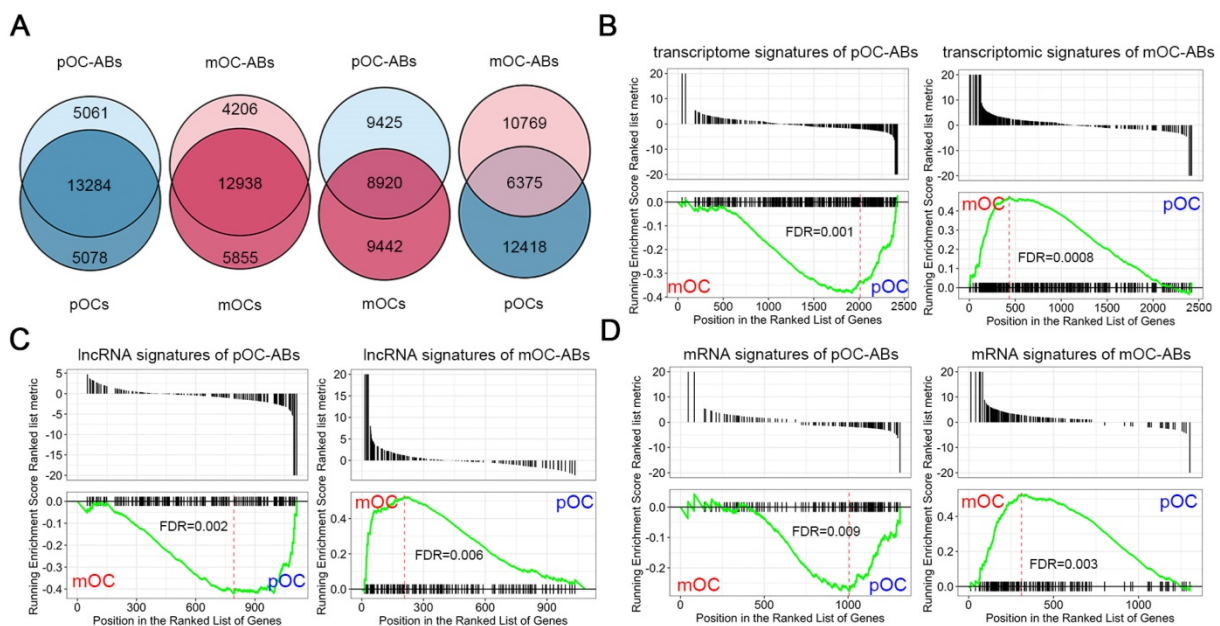 A
pOC-ABs
mOC-ABs
pOC-ABs
mOC-ABs
5061
4206
9425
10769
13284
12938
8920
6375
5078
5855
9442
12418
pOCs
mOCs
mOCs
pOCs
B
transcriptome signatures of pOC-ABs
Ranked list metric
20
10
0
-10
-20
Running Enrichment Score
0.0
-0.1
-0.2
-0.3
-0.4
FDR=0.001
mOC
pOC
0
500
1000
1500
2000
2500
Position in the Ranked List of Genes
transcriptomic signatures of mOC-ABs
Ranked list metric
20
10
0
-10
-20
Running Enrichment Score
0.4
0.3
0.2
0.1
0.0
mOC
pOC
FDR=0.0008
0
500
1000
1500
2000
2500
Position in the Ranked List of Genes
C
lncRNA signatures of pOC-ABs
Ranked list metric
5
0
-5
-10
-15
-20
Running Enrichment Score
0.0
-0.1
-0.2
-0.3
-0.4
FDR=0.002
mOC
pOC
0
300
600
900
Position in the Ranked List of Genes
lncRNA signatures of mOC-ABs
Ranked list metric
20
15
10
5
0
Running Enrichment Score
0.4
0.2
0.0
mOC
pOC
FDR=0.006
0
300
600
900
Position in the Ranked List of Genes
D
mRNA signatures of pOC-ABs
Ranked list metric
20
10
0
-10
-20
Running Enrichment Score
0.0
-0.1
-0.2
FDR=0.009
mOC
pOC
0
500
1000
Position in the Ranked List of Genes
mRNA signatures of mOC-ABs
Ranked list metric
20
10
0
-10
-20
Running Enrichment Score
0.4
0.2
0.0
mOC
pOC
FDR=0.003
0
500
1000
Position in the Ranked List of Genes